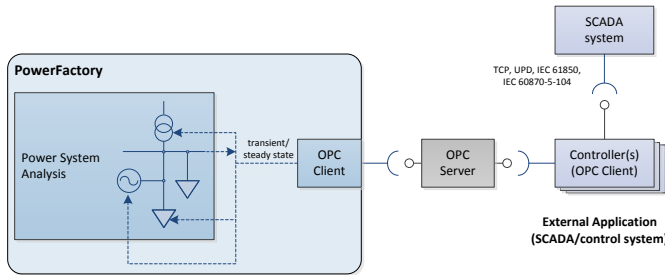 SCADA
system
PowerFactory
TCP, UPD, IEC 61850,
IEC 60870-5-104
Power System
Analysis
transient/
steady state
OPC
Client
OPC
Server
Controller(s)
(OPC Client)
External Application
(SCADA/control system)